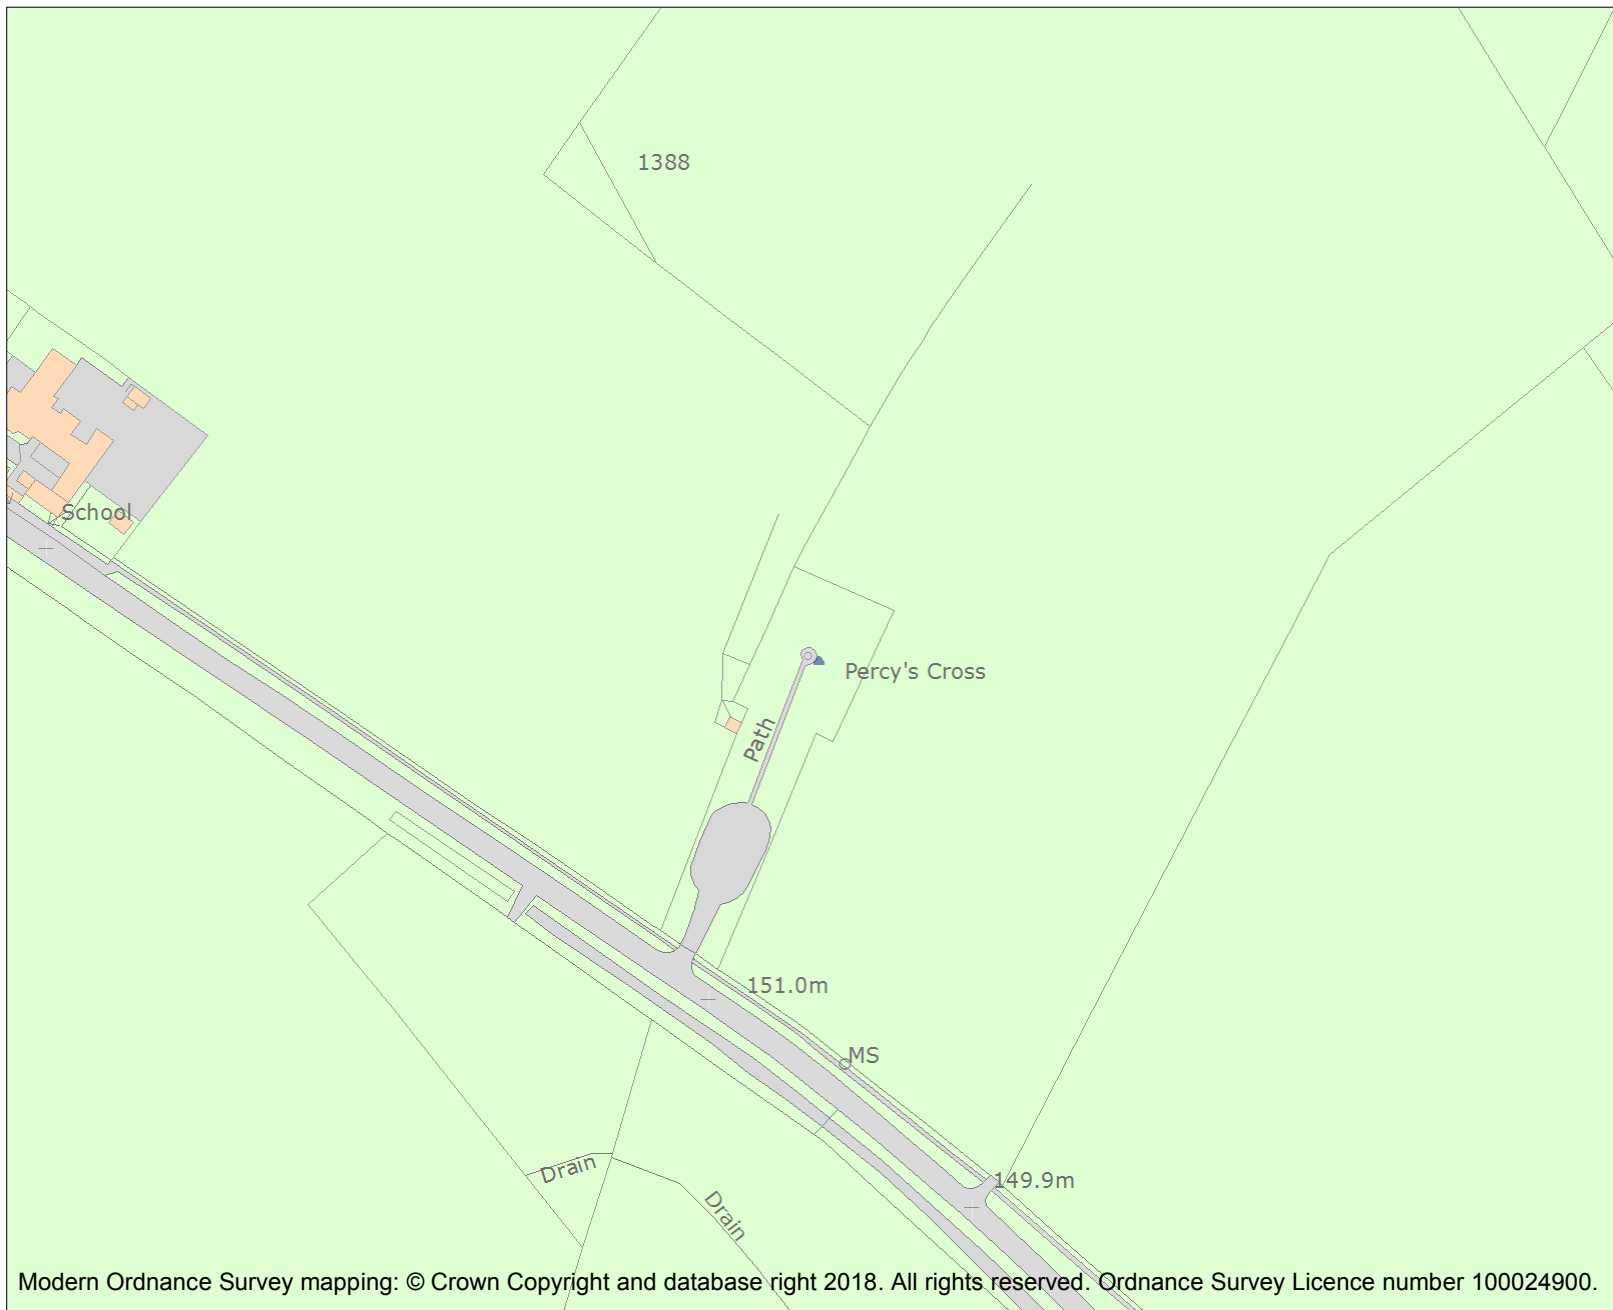 1388
School
Percy's Cross
Path
151.0m
MS
Drain
149.9m
Drain
Modern Ordnance Survey mapping: © Crown Copyright and database right 2018. All rights reserved. Ordnance Survey Licence number 100024900.